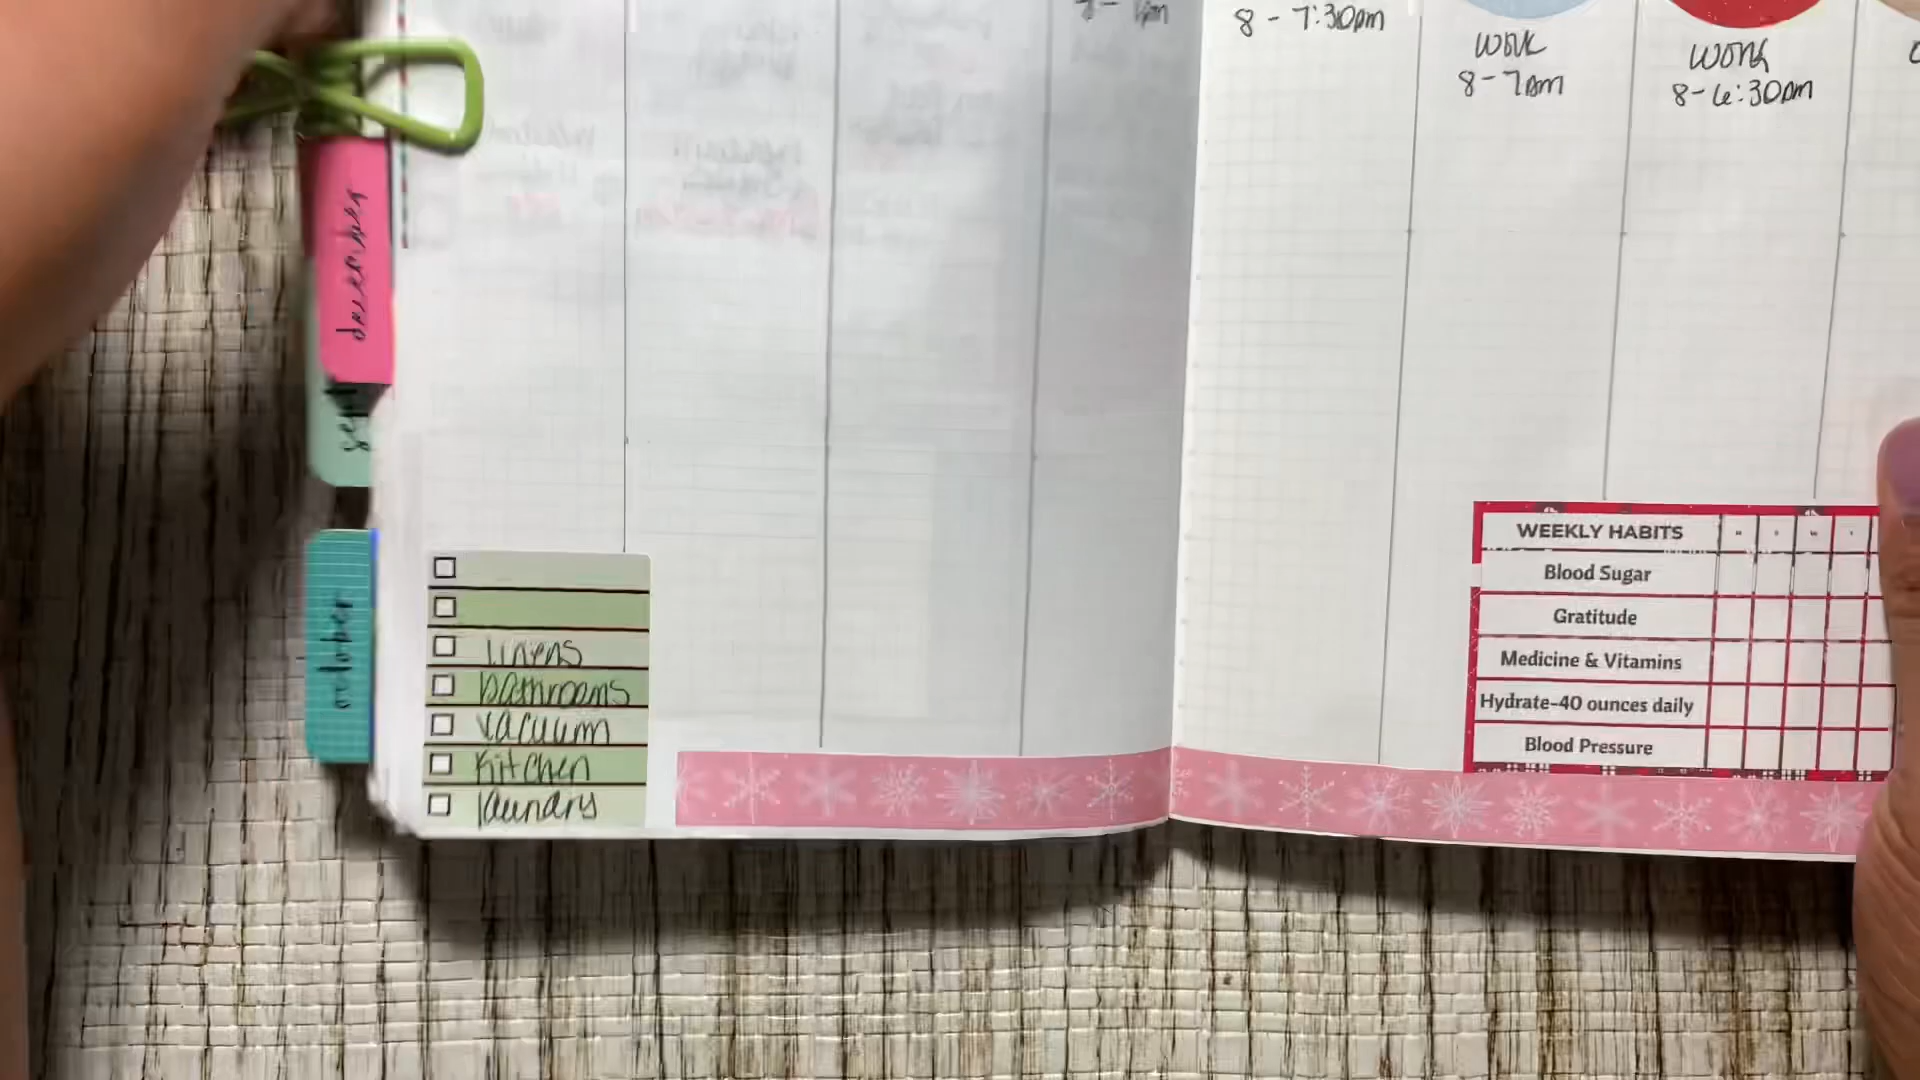 8 - 7:30pm
work
8 - 7pm
work
8 - 6:30pm
december
sept
october
linens
bathrooms
vacuum
kitchen
laundry
WEEKLY HABITS
Blood Sugar
Gratitude
Medicine & Vitamins
Hydrate-40 ounces daily
Blood Pressure